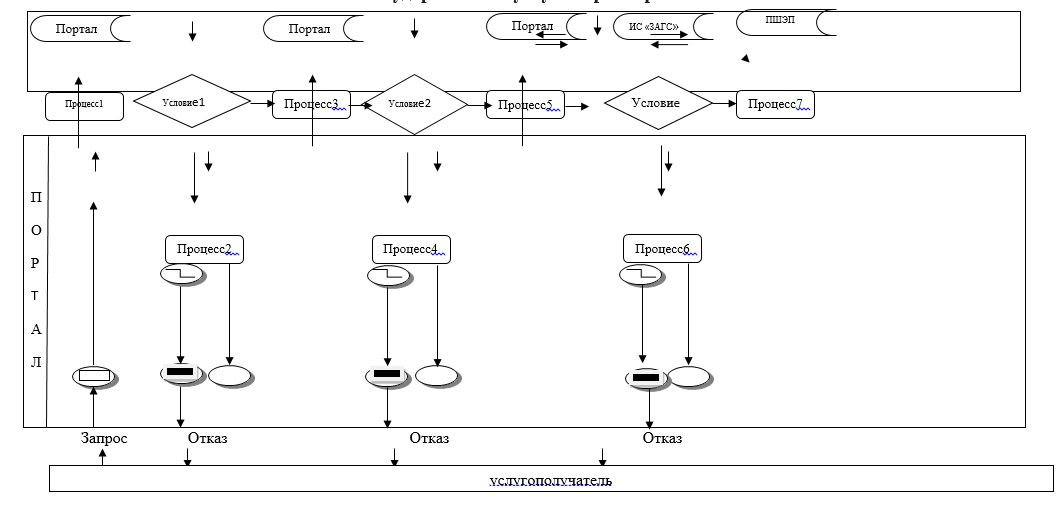 Портал Портал Портал ИС «ЗАГС» ПШЭП
Процесс1 Условие1 Процесс3 Условие2 Процесс5 Условие Процесс7
П
О
Р
Т
А
Л
Процесс2 Процесс4 Процесс6
Запрос Отказ Отказ Отказ
услугополучатель